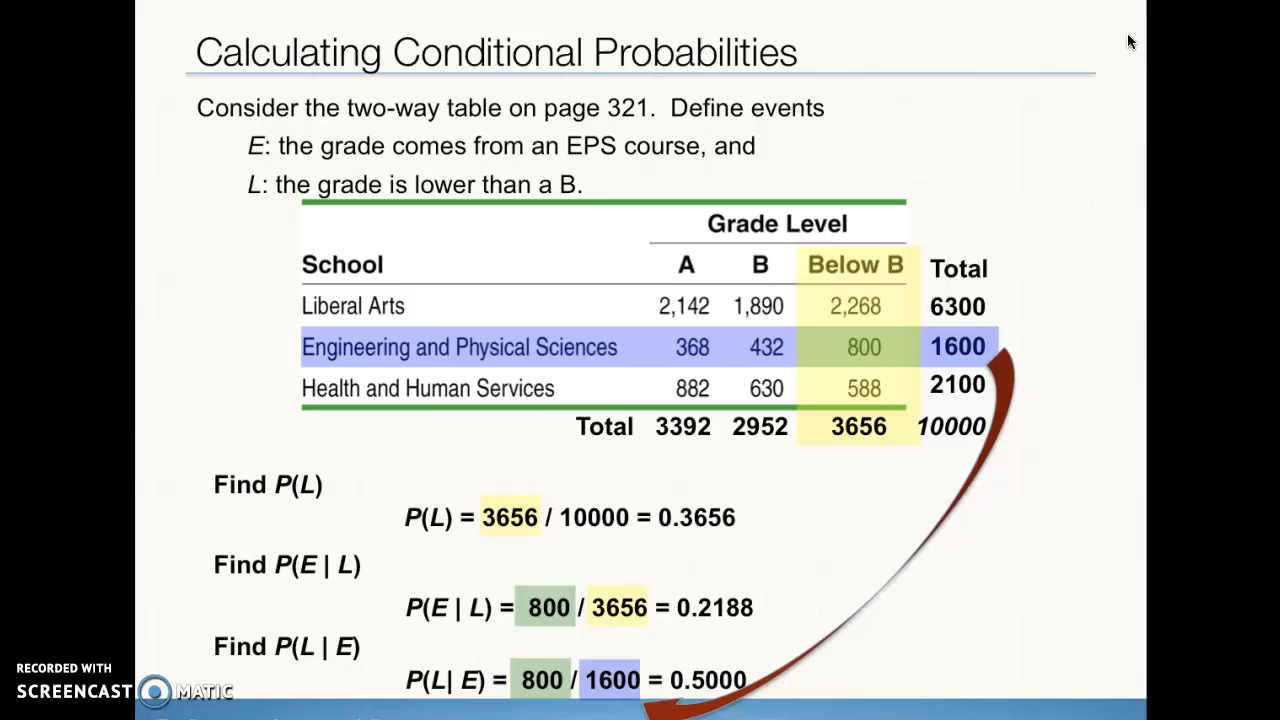 Calculating Conditional Probabilities
Consider the two-way table on page 321. Define events
E: the grade comes from an EPS course, and
L: the grade is lower than a B.
Grade Level
School A B Below B Total
Liberal Arts 2,142 1,890 2,268 6300
Engineering and Physical Sciences 368 432 800 1600
Health and Human Services 882 630 588 2100
Total 3392 2952 3656 10000
Find P(L)
P(L) = 3656 / 10000 = 0.3656
Find P(E | L)
P(E | L) = 800 / 3656 = 0.2188
Find P(L | E)
P(L| E) = 800 / 1600 = 0.5000
RECORDED WITH
SCREENCAST MATIC